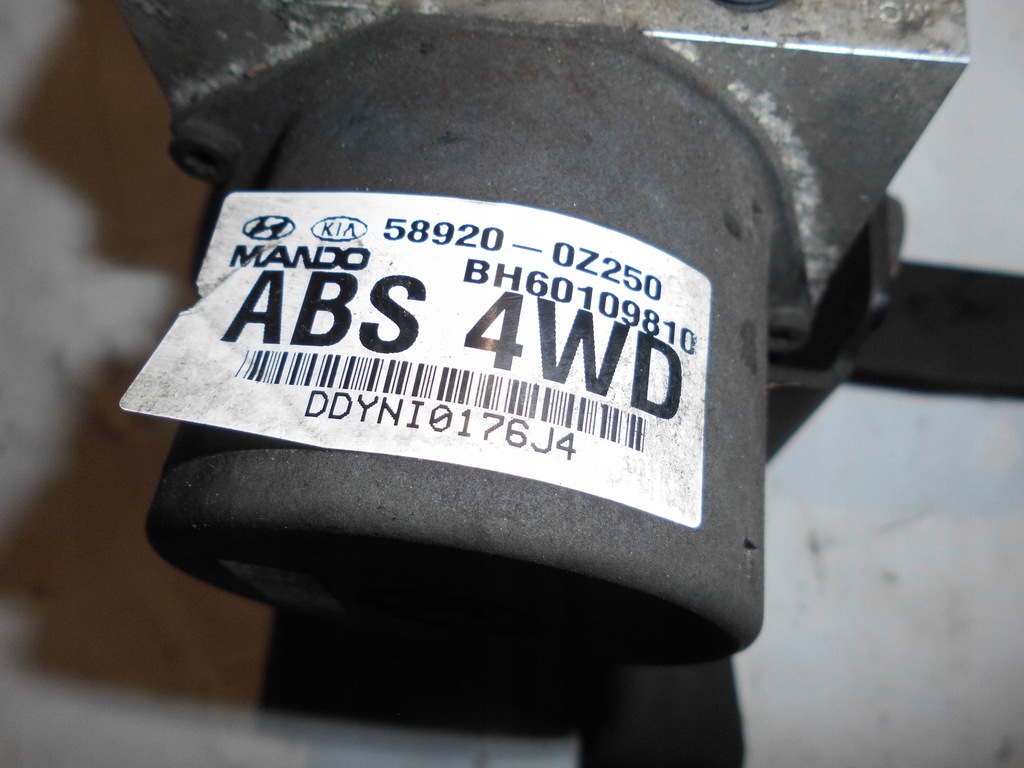 KIA 58920-0Z250
MANDO BH60109810
ABS 4WD
DDYNI0176J4